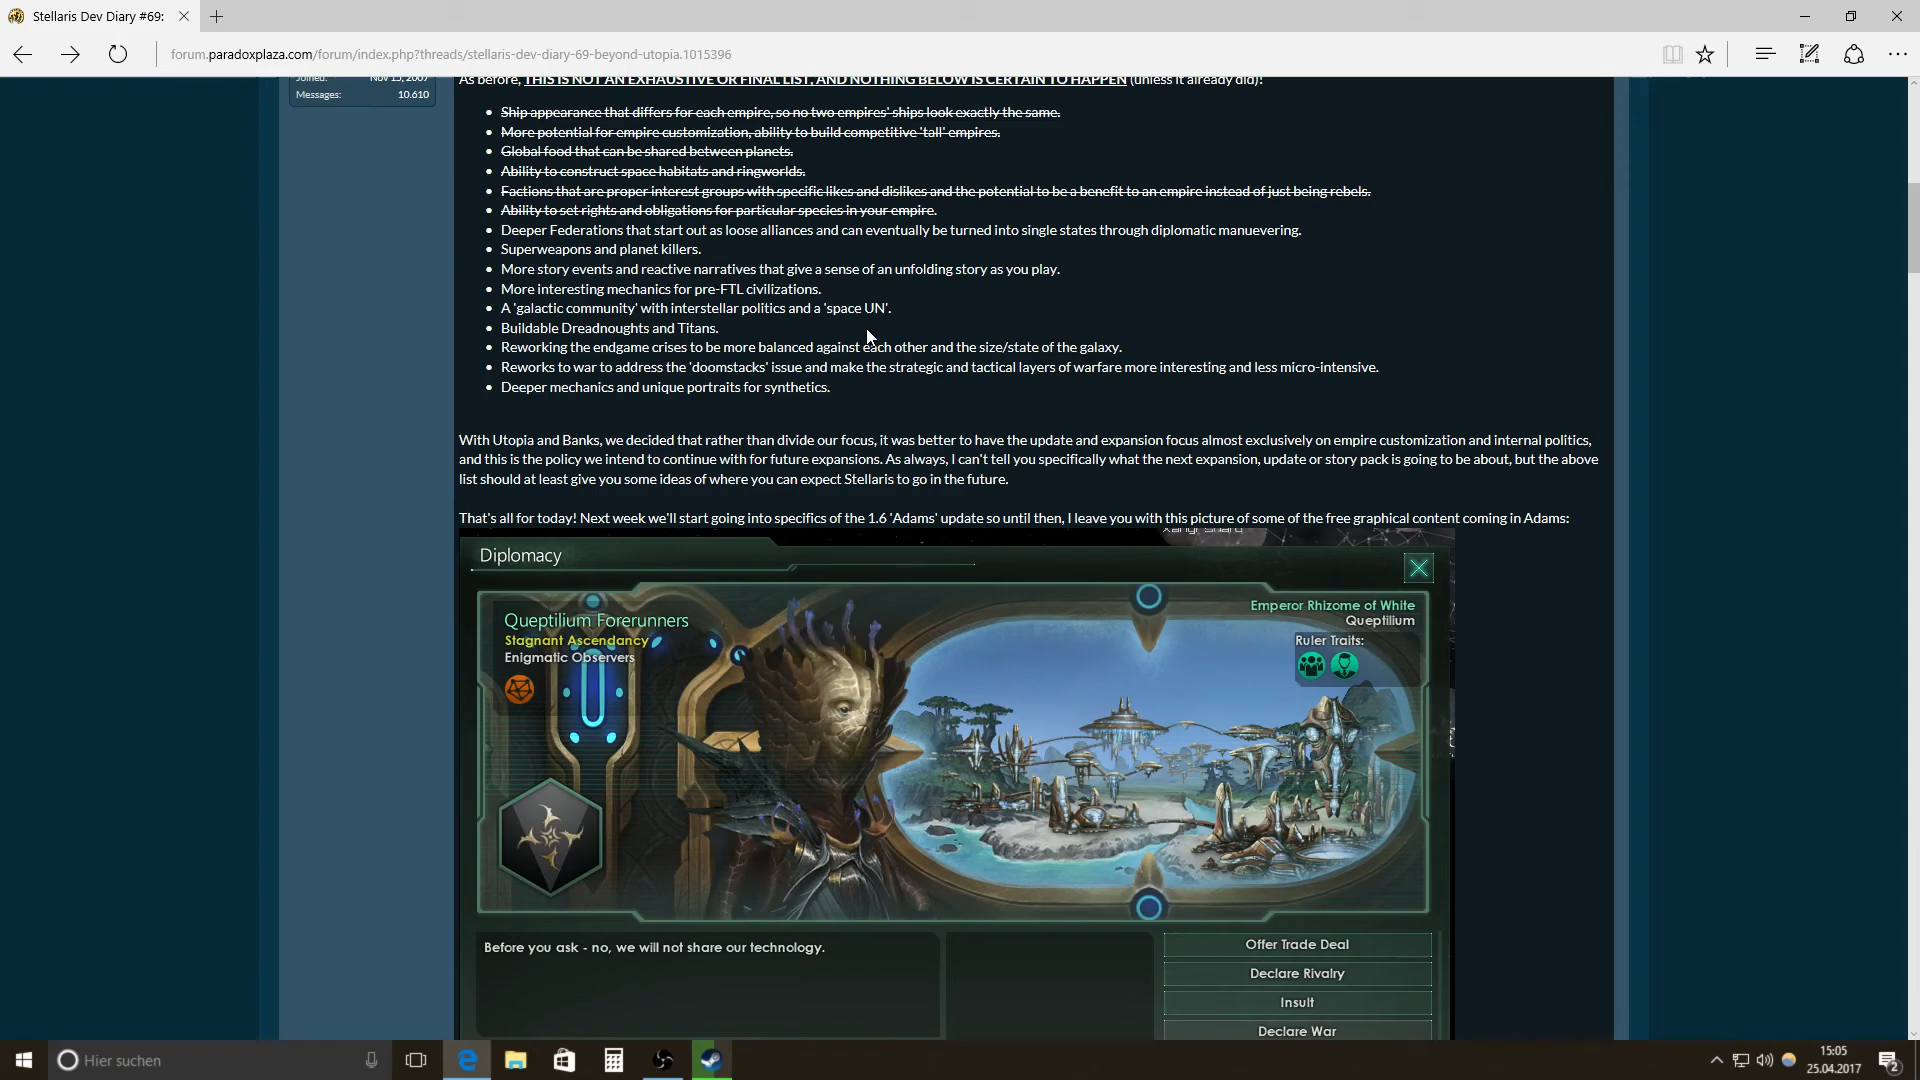 Stellaris Dev Diary #69:
forum.paradoxplaza.com/forum/index.php?threads/stellaris-dev-diary-69-beyond-utopia.1015396
Joined: Nov 15, 2007
Messages: 10.610
As before, THIS IS NOT AN EXHAUSTIVE OR FINAL LIST, AND NOTHING BELOW IS CERTAIN TO HAPPEN (unless it already did)!
Ship appearance that differs for each empire, so no two empires' ships look exactly the same.
More potential for empire customization, ability to build competitive 'tall' empires.
Global food that can be shared between planets.
Ability to construct space habitats and ringworlds.
Factions that are proper interest groups with specific likes and dislikes and the potential to be a benefit to an empire instead of just being rebels.
Ability to set rights and obligations for particular species in your empire.
Deeper Federations that start out as loose alliances and can eventually be turned into single states through diplomatic manuevering.
Superweapons and planet killers.
More story events and reactive narratives that give a sense of an unfolding story as you play.
More interesting mechanics for pre-FTL civilizations.
A 'galactic community' with interstellar politics and a 'space UN'.
Buildable Dreadnoughts and Titans.
Reworking the endgame crises to be more balanced against each other and the size/state of the galaxy.
Reworks to war to address the 'doomstacks' issue and make the strategic and tactical layers of warfare more interesting and less micro-intensive.
Deeper mechanics and unique portraits for synthetics.
With Utopia and Banks, we decided that rather than divide our focus, it was better to have the update and expansion focus almost exclusively on empire customization and internal politics,
and this is the policy we intend to continue with for future expansions. As always, I can't tell you specifically what the next expansion, update or story pack is going to be about, but the above
list should at least give you some ideas of where you can expect Stellaris to go in the future.
That's all for today! Next week we'll start going into specifics of the 1.6 'Adams' update so until then, I leave you with this picture of some of the free graphical content coming in Adams:
Diplomacy
Queptilium Forerunners
Stagnant Ascendancy
Enigmatic Observers
Emperor Rhizome of White
Queptilium
Ruler Traits:
Before you ask - no, we will not share our technology.
Offer Trade Deal
Declare Rivalry
Insult
Declare War
Hier suchen
15:05
25.04.2017
2